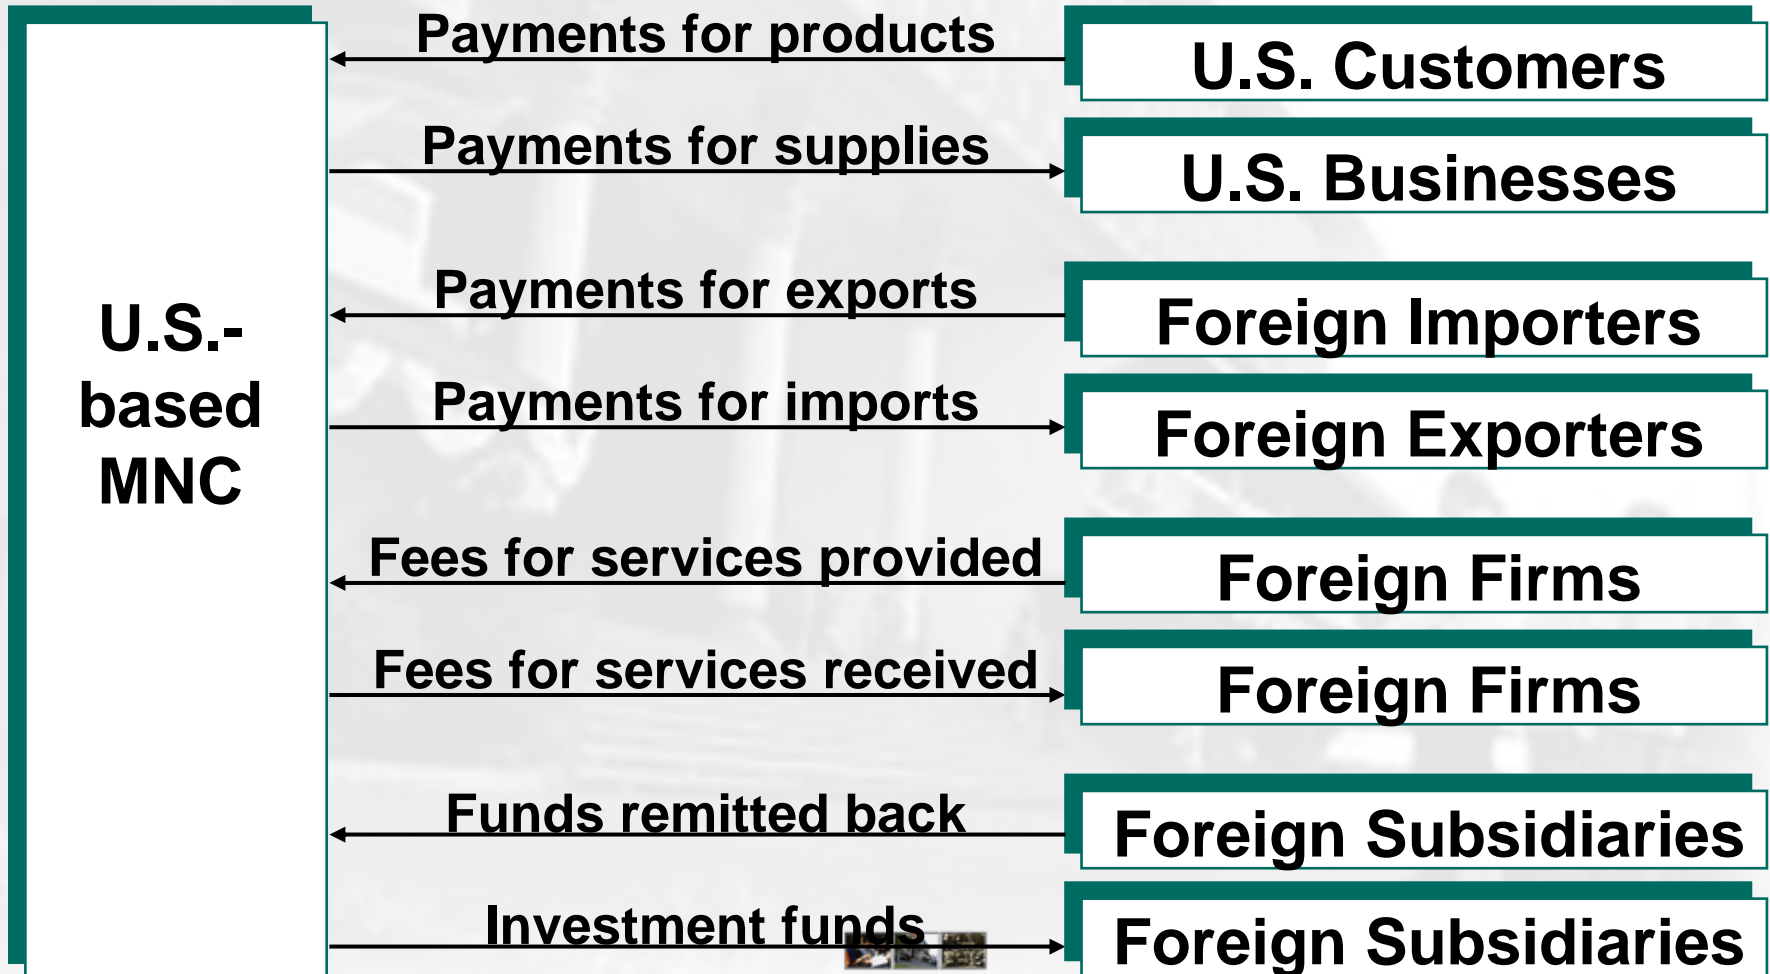 Payments for products
U.S. Customers
Payments for supplies
U.S. Businesses
Payments for exports
Foreign Importers
U.S.-
based
MNC
Payments for imports
Foreign Exporters
Fees for services provided
Foreign Firms
Fees for services received
Foreign Firms
Funds remitted back
Foreign Subsidiaries
Investment funds
Foreign Subsidiaries